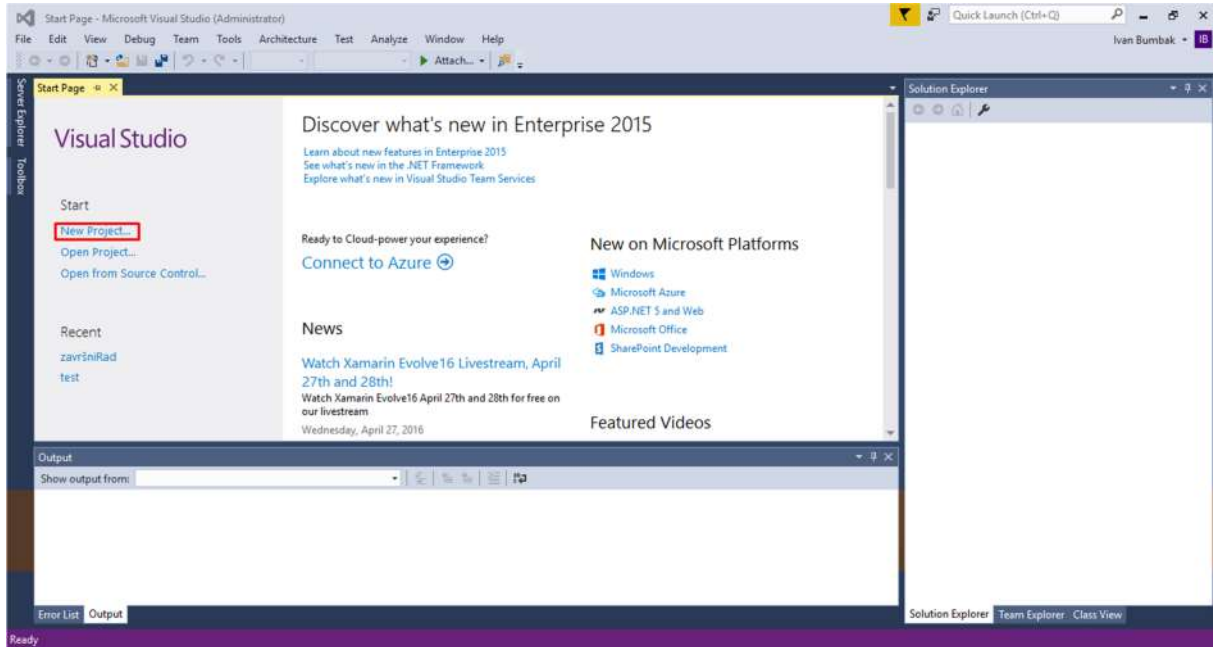 Start Page - Microsoft Visual Studio (Administrator)
Quick Launch (Ctrl+Q)
File Edit View Debug Team Tools Architecture Test Analyze Window Help
Ivan Bumbak
IB
Attach...
Server Explorer
Toolbox
Start Page
Visual Studio
Start
New Project...
Open Project...
Open from Source Control...
Recent
završniRad
test
Discover what's new in Enterprise 2015
Learn about new features in Enterprise 2015
See what's new in the .NET Framework
Explore what's new in Visual Studio Team Services
Ready to Cloud-power your experience?
Connect to Azure
News
Watch Xamarin Evolve16 Livestream, April
27th and 28th!
Watch Xamarin Evolve16 April 27th and 28th for free on
our livestream
Wednesday, April 27, 2016
New on Microsoft Platforms
Windows
Microsoft Azure
ASP.NET 5 and Web
Microsoft Office
SharePoint Development
Featured Videos
Solution Explorer
Output
Show output from:
Error List Output
Solution Explorer Team Explorer Class View
Ready